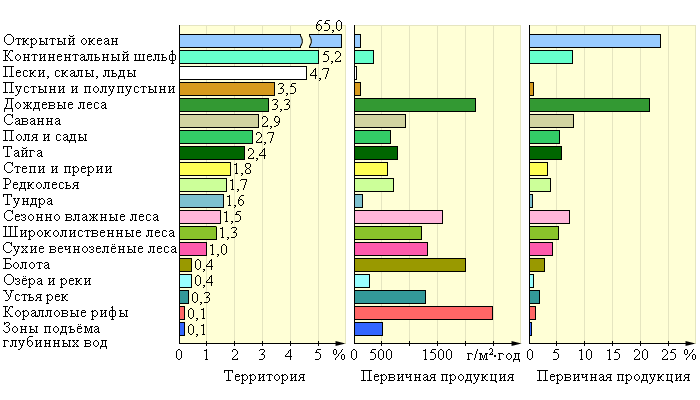 65,0
Открытый океан
Континентальный шельф 5,2
Пески, скалы, льды 4,7
Пустыни и полупустыни 3,5
Дождевые леса 3,3
Саванна 2,9
Поля и сады 2,7
Тайга 2,4
Степи и прерии 1,8
Редколесья 1,7
Тундра 1,6
Сезонно влажные леса 1,5
Широколиственные леса 1,3
Сухие вечнозелёные леса 1,0
Болота 0,4
Озёра и реки 0,4
Устья рек 0,3
Коралловые рифы 0,1
Зоны подъёма 0,1
глубинных вод
0 1 2 3 4 5 % 0 500 1500 г/м²·год 0 5 10 15 20 25 %
Территория Первичная продукция Первичная продукция